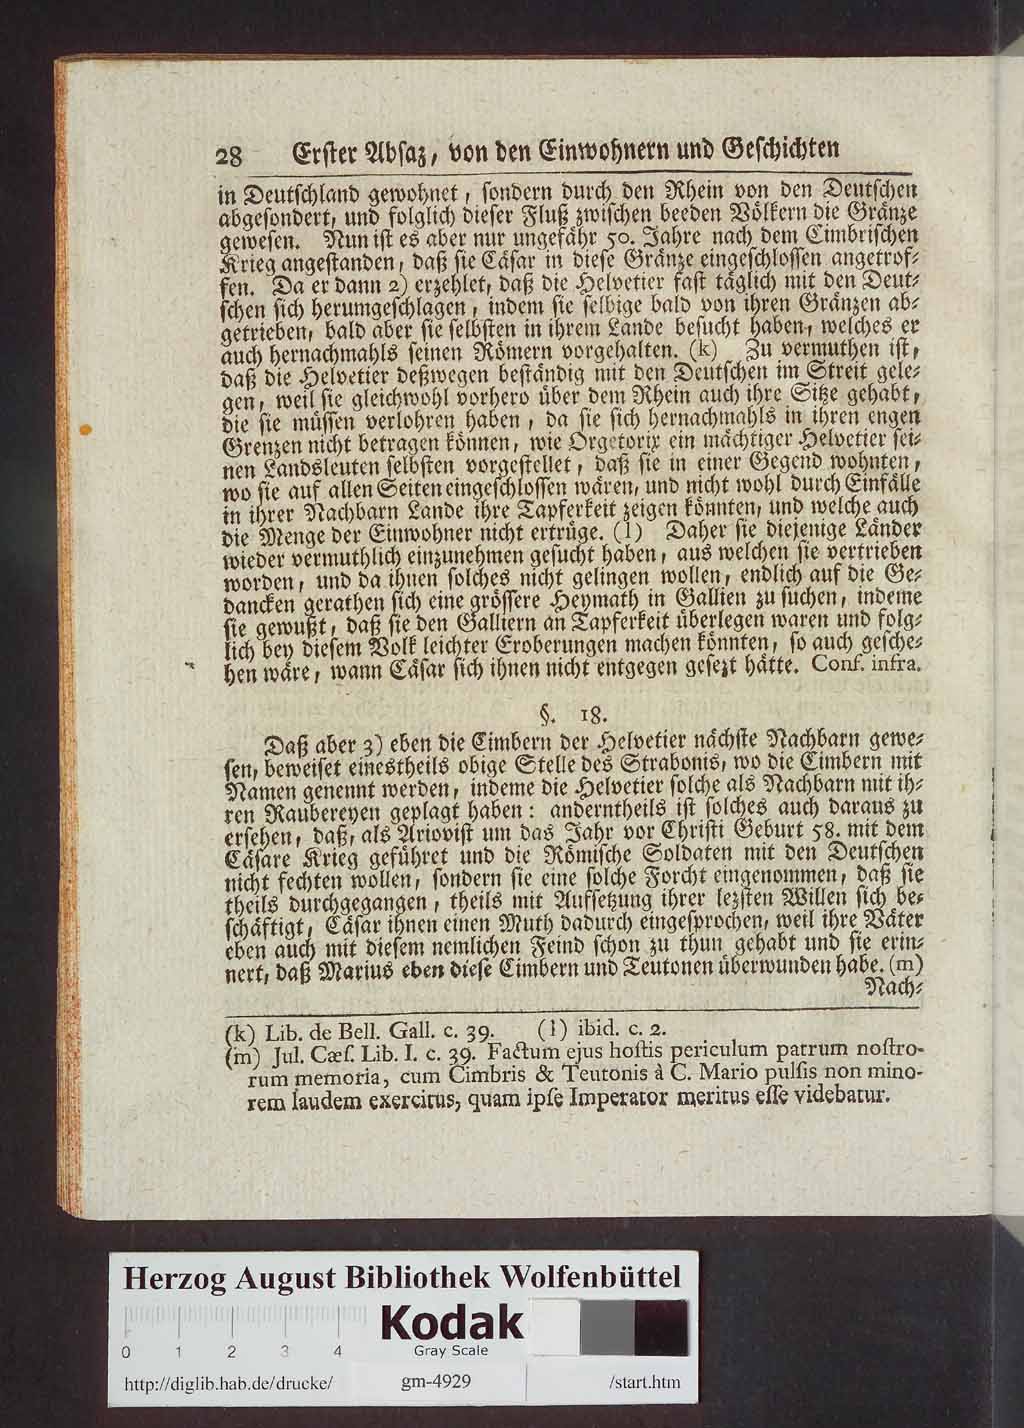 28 Erster Absaz, von den Einwohnern und Geschichten
in Deutschland gewohnet, sondern durch den Rhein von den Deutschen
abgesondert, und folglich dieser Fluß zwischen beeden Völkern die Gränze
gewesen. Nun ist es aber nur ungefähr 50. Jahre nach dem Cimbrischen
Krieg angestanden, daß sie Cäsar in diese Gränze eingeschlossen angetrof-
fen. Da er dann 2) erzehlet, daß die Helvetier fast täglich mit den Deut-
schen sich herumgeschlagen, indem sie selbige bald von ihren Gränzen ab-
getrieben, bald aber sie selbsten in ihrem Lande besucht haben, welches er
auch hernachmahls seinen Römern vorgehalten. (k) Zu vermuthen ist,
daß die Helvetier deßwegen beständig mit den Deutschen im Streit gele-
gen, weil sie gleichwohl vorhero über dem Rhein auch ihre Sitze gehabt,
die sie müssen verlohren haben, da sie sich hernachmahls in ihren engen
Grenzen nicht betragen können, wie Orgetorix ein mächtiger Helvetier sei-
nen Landsleuten selbsten vorgestellet, daß sie in einer Gegend wohnten,
wo sie auf allen Seiten eingeschlossen wären, und nicht wohl durch Einfälle
in ihrer Nachbarn Lande ihre Tapferkeit zeigen könnten, und welche auch
die Menge der Einwohner nicht ertrüge. (l) Daher sie diejenige Länder
wieder vermuthlich einzunehmen gesucht haben, aus welchen sie vertrieben
worden, und da ihnen solches nicht gelingen wollen, endlich auf die Ge-
dancken gerathen sich eine grössere Heymath in Gallien zu suchen, indeme
sie gewußt, daß sie den Galliern an Tapferkeit überlegen waren und folg-
lich bey diesem Volk leichter Eroberungen machen könnten, so auch gesche-
hen wäre, wann Cäsar sich ihnen nicht entgegen gesezt hätte. Conf. infra.
§. 18.
Daß aber 3) eben die Cimbern der Helvetier nächste Nachbarn gewe-
sen, beweiset einestheils obige Stelle des Strabonis, wo die Cimbern mit
Namen genennt werden, indeme die Helvetier solche als Nachbarn mit ih-
ren Raubereyen geplagt haben: anderntheils ist solches auch daraus zu
ersehen, daß, als Ariovist um das Jahr vor Christi Geburt 58. mit dem
Cäsare Krieg geführet und die Römische Soldaten mit den Deutschen
nicht fechten wollen, sondern sie eine solche Forcht eingenommen, daß sie
theils durchgegangen, theils mit Aufsetzung ihrer lezsten Willen sich be-
schäftigt, Cäsar ihnen einen Muth dadurch eingesprochen, weil ihre Väter
eben auch mit diesem nemlichen Feind schon zu thun gehabt und sie erin-
nert, daß Marius eben diese Cimbern und Teutonen überwunden habe. (m)
Nach-
(k) Lib. de Bell. Gall. c. 39. (l) ibid. c. 2.
(m) Jul. Cæſ. Lib. I. c. 39. Factum ejus hoſtis periculum patrum noſtro-
rum memoria, cum Cimbris & Teutonis à C. Mario pulſis non mino-
rem laudem exercitus, quam ipſe Imperator meritus eſſe videbatur.
Herzog August Bibliothek Wolfenbüttel
Kodak
Gray Scale
0 1 2 3 4
http://diglib.hab.de/drucke/ gm-4929 /start.htm